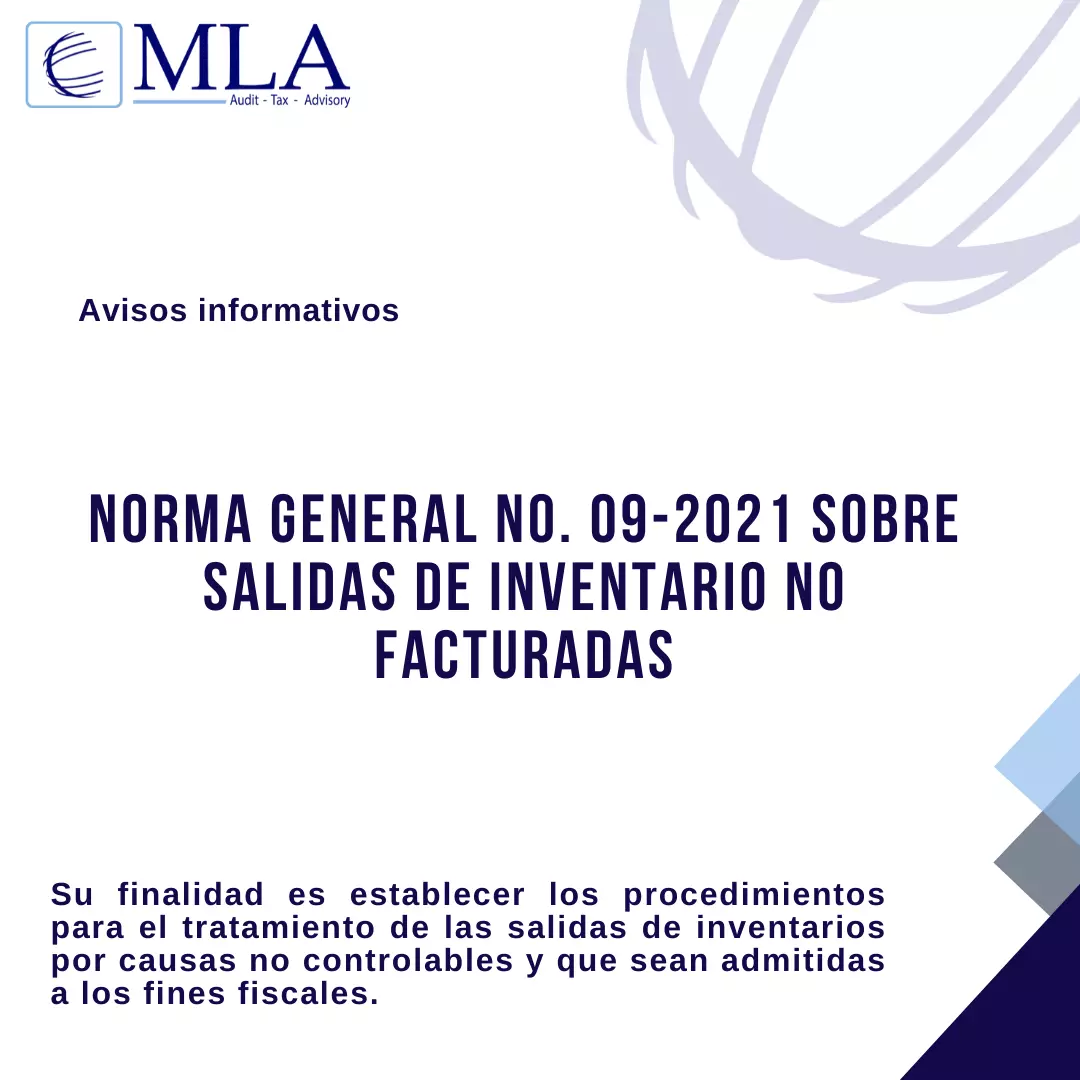 MLA
Audit - Tax - Advisory
Avisos informativos
NORMA GENERAL NO. 09-2021 SOBRE
SALIDAS DE INVENTARIO NO
FACTURADAS
Su finalidad es establecer los procedimientos
para el tratamiento de las salidas de inventarios
por causas no controlables y que sean admitidas
a los fines fiscales.